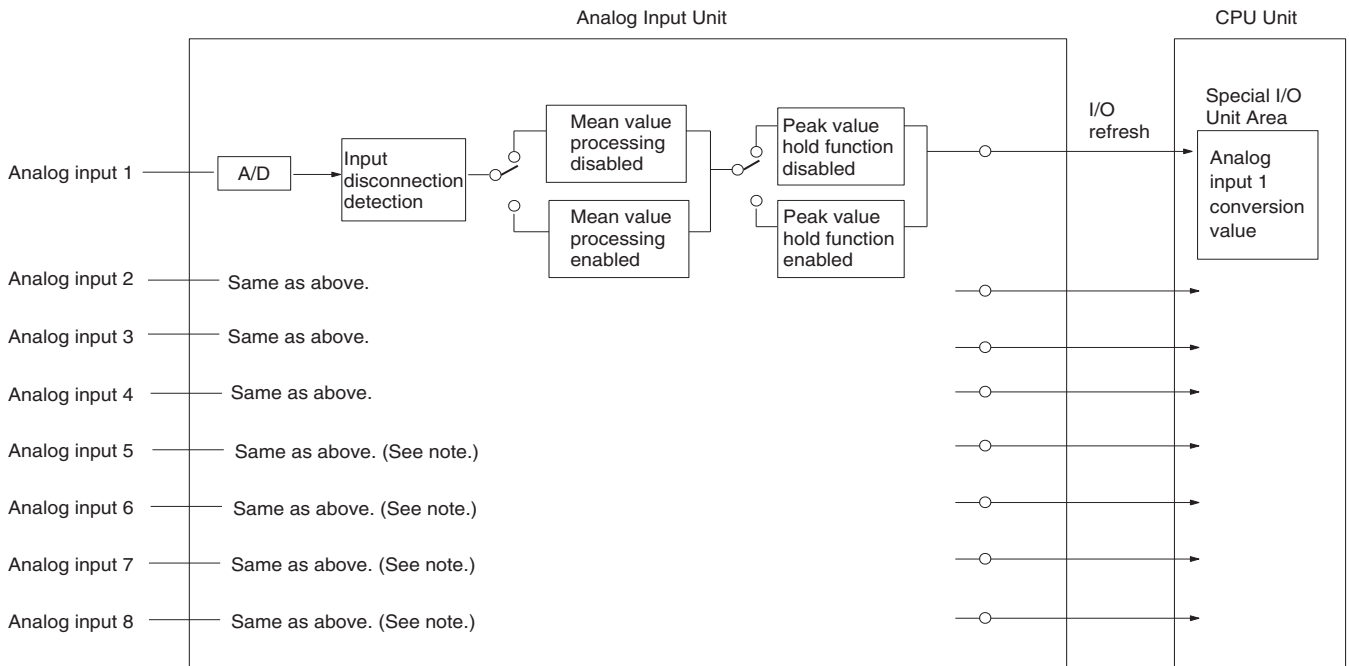 Analog Input Unit
CPU Unit
I/O
refresh
Special I/O
Unit Area
Analog input 1
A/D
Input
disconnection
detection
Mean value
processing
disabled
Mean value
processing
enabled
Peak value
hold function
disabled
Peak value
hold function
enabled
Analog
input 1
conversion
value
Analog input 2
Same as above.
Analog input 3
Same as above.
Analog input 4
Same as above.
Analog input 5
Same as above. (See note.)
Analog input 6
Same as above. (See note.)
Analog input 7
Same as above. (See note.)
Analog input 8
Same as above. (See note.)